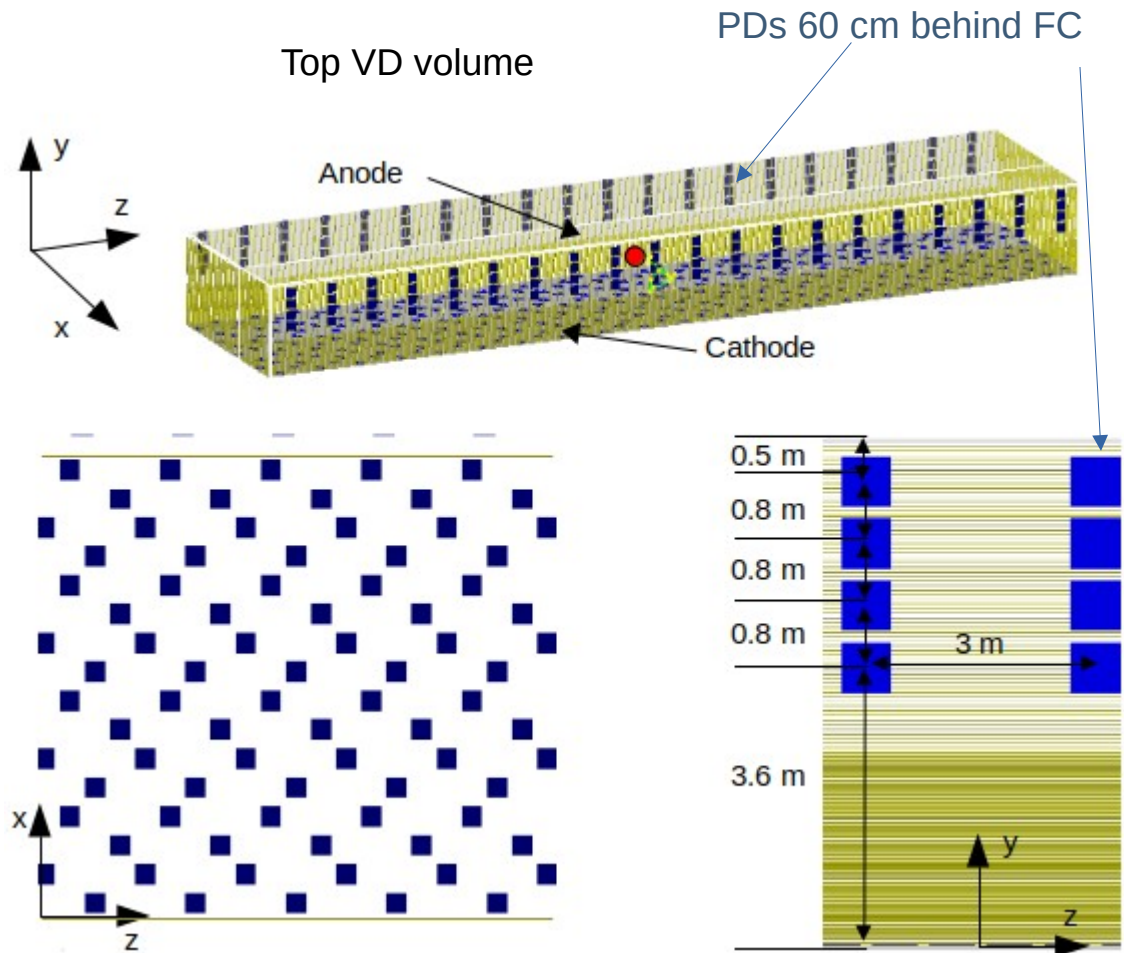 PDs 60 cm behind FC
Top VD volume
y
z
x
Anode
Cathode
x
z
0.5 m
0.8 m
0.8 m
0.8 m
3 m
3.6 m
y
z